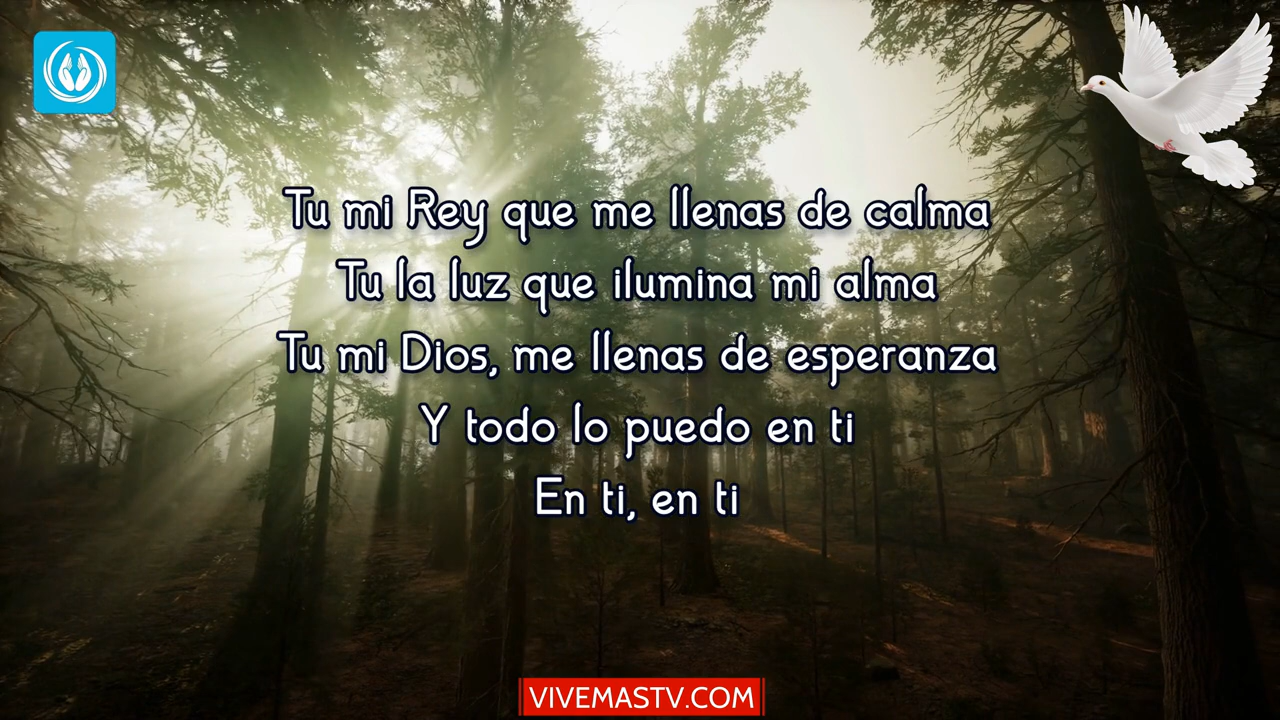 Tu mi Rey que me llenas de calma
Tu la luz que ilumina mi alma
Tu mi Dios, me llenas de esperanza
Y todo lo puedo en ti
En ti, en ti
VIVEMASTV.COM